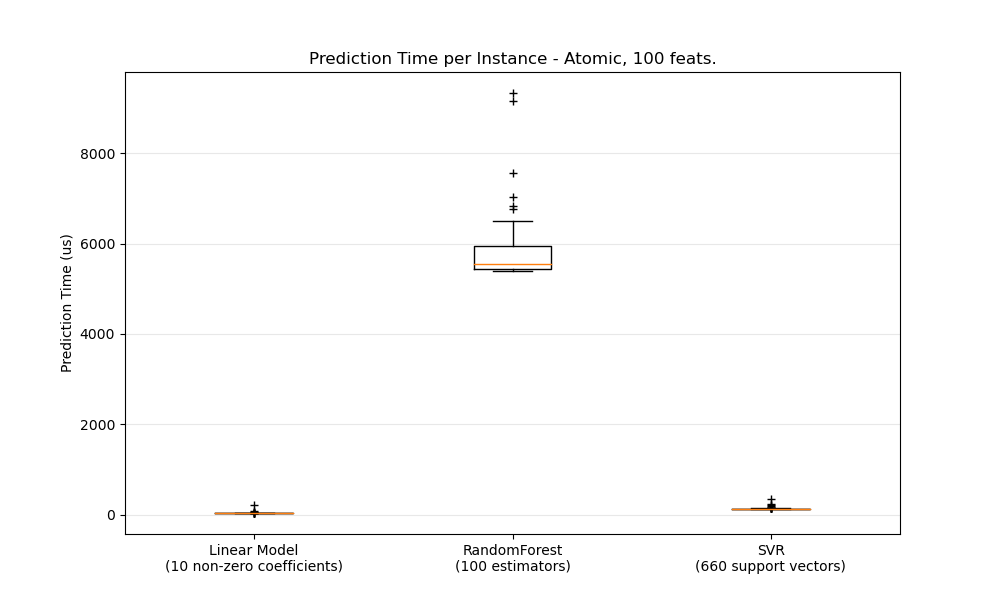 Prediction Time per Instance - Atomic, 100 feats.
Prediction Time (us)
8000
6000
4000
2000
0
Linear Model
(10 non-zero coefficients)
RandomForest
(100 estimators)
SVR
(660 support vectors)